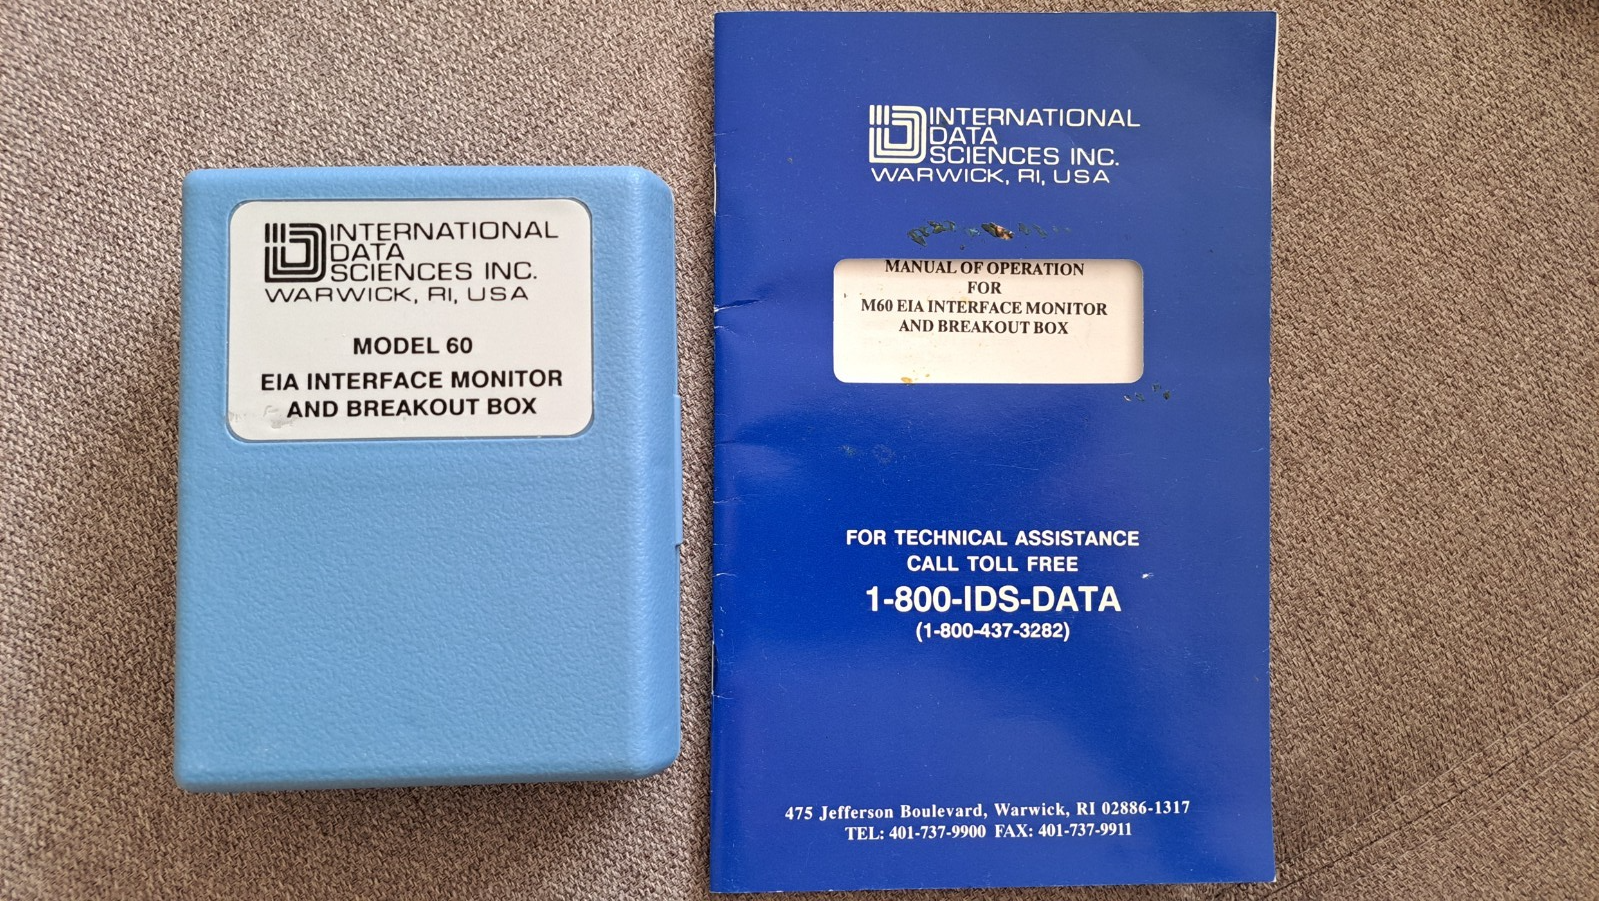 INTERNATIONAL
DATA
SCIENCES INC.
WARWICK, RI, USA
MODEL 60
EIA INTERFACE MONITOR
AND BREAKOUT BOX
INTERNATIONAL
DATA
SCIENCES INC.
WARWICK, RI, USA
MANUAL OF OPERATION
FOR
M60 EIA INTERFACE MONITOR
AND BREAKOUT BOX
FOR TECHNICAL ASSISTANCE
CALL TOLL FREE
1-800-IDS-DATA
(1-800-437-3282)
475 Jefferson Boulevard, Warwick, RI 02886-1317
TEL: 401-737-9900 FAX: 401-737-9911